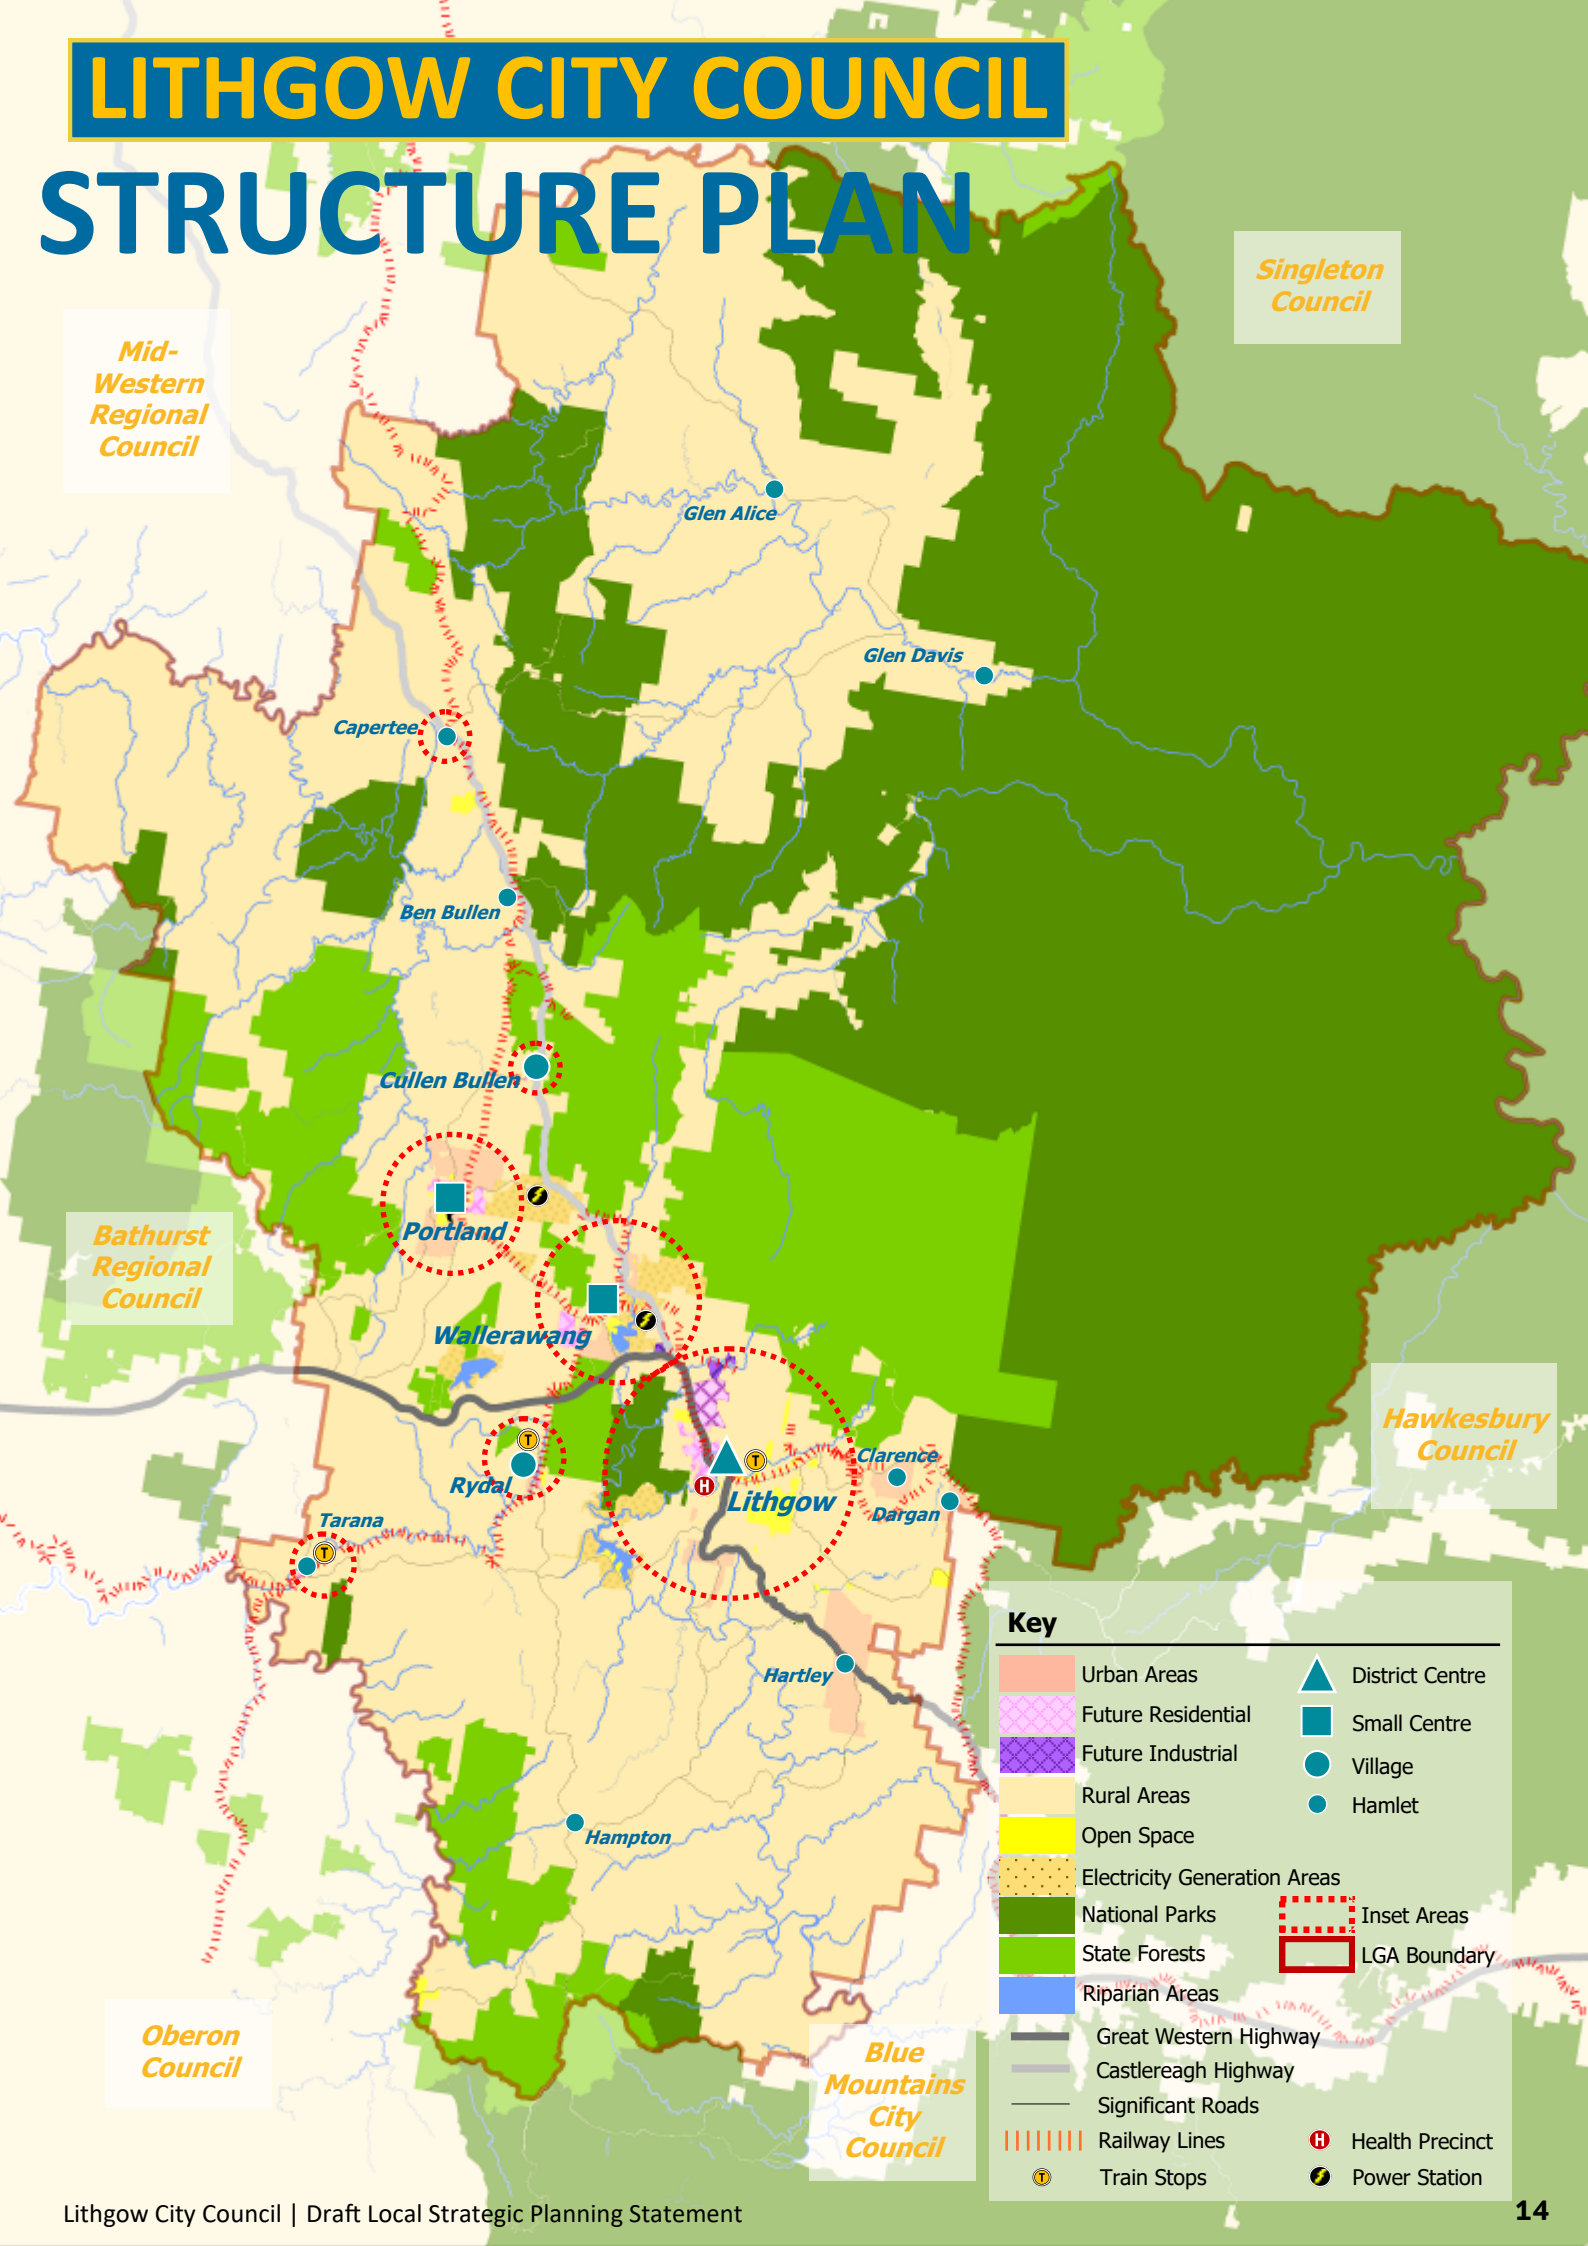 LITHGOW CITY COUNCIL
STRUCTURE PLAN
Singleton
Council
Mid-
Western
Regional
Council
Glen Alice
Glen Davis
Capertee
Ben Bullen
Cullen Bullen
Portland
Bathurst
Regional
Council
Wallerawang
Hawkesbury
Council
T
Rydal
T
H
Lithgow
Clarence
Dargan
Tarana
T
Hartley
Hampton
Oberon
Council
Blue
Mountains
City
Council
Key
Urban Areas
Future Residential
Future Industrial
Rural Areas
Open Space
Electricity Generation Areas
National Parks
State Forests
Riparian Areas
Great Western Highway
Castlereagh Highway
Significant Roads
Railway Lines
T Train Stops
District Centre
Small Centre
Village
Hamlet
Inset Areas
LGA Boundary
H Health Precinct
Power Station
Lithgow City Council | Draft Local Strategic Planning Statement
14